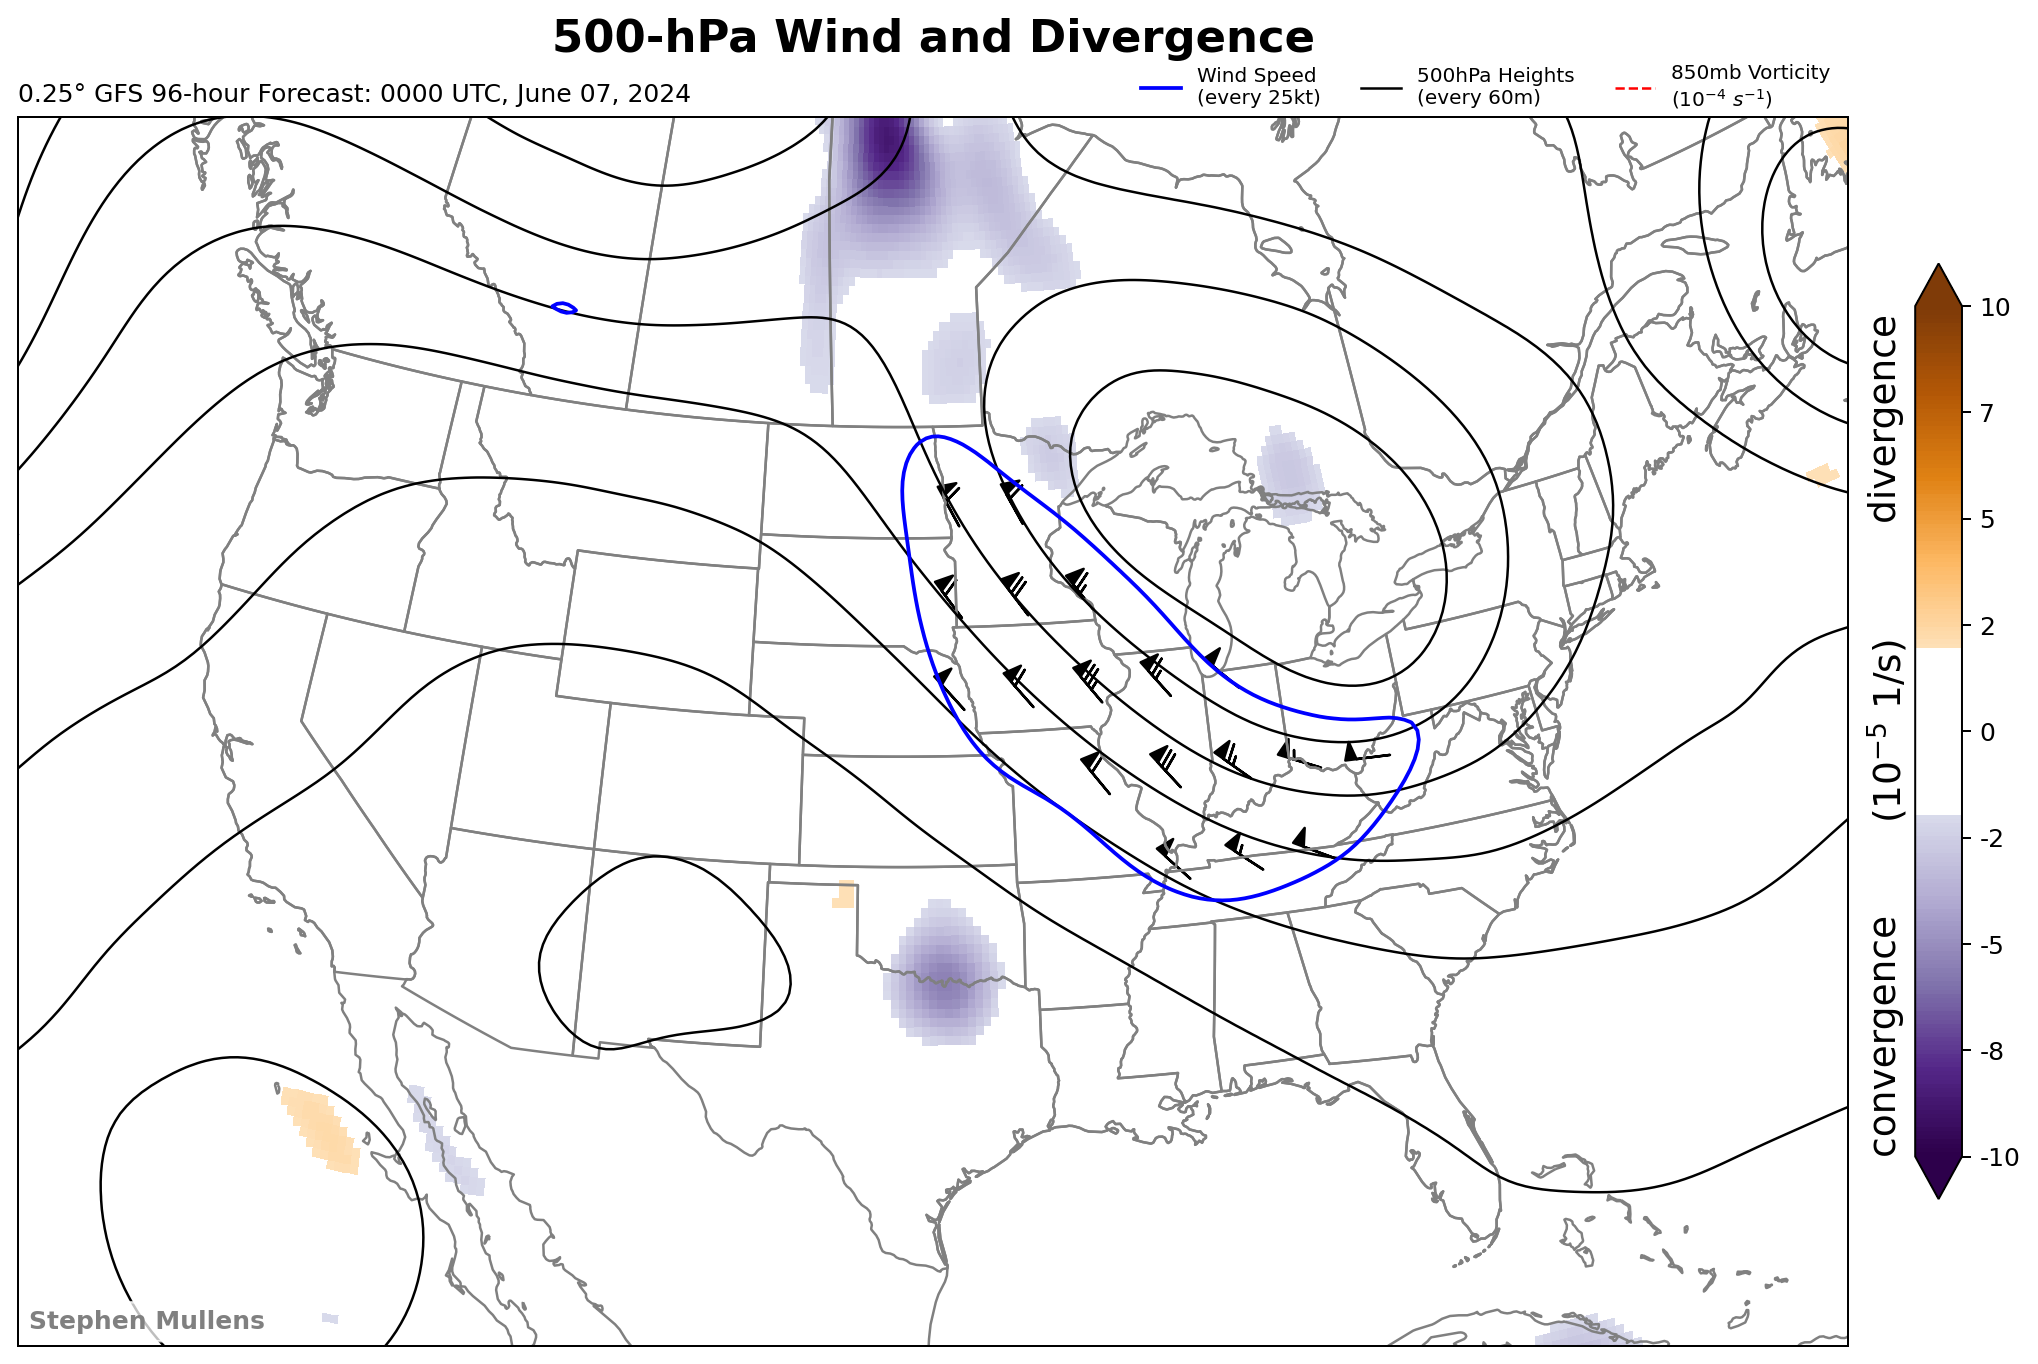 500-hPa Wind and Divergence
0.25° GFS 96-hour Forecast: 0000 UTC, June 07, 2024
Wind Speed
(every 25kt)
500hPa Heights
(every 60m)
850mb Vorticity
(10⁻⁴ s⁻¹)
10
7
5
2
0
-2
-5
-8
-10
convergence (10⁻⁵ 1/s) divergence
Stephen Mullens